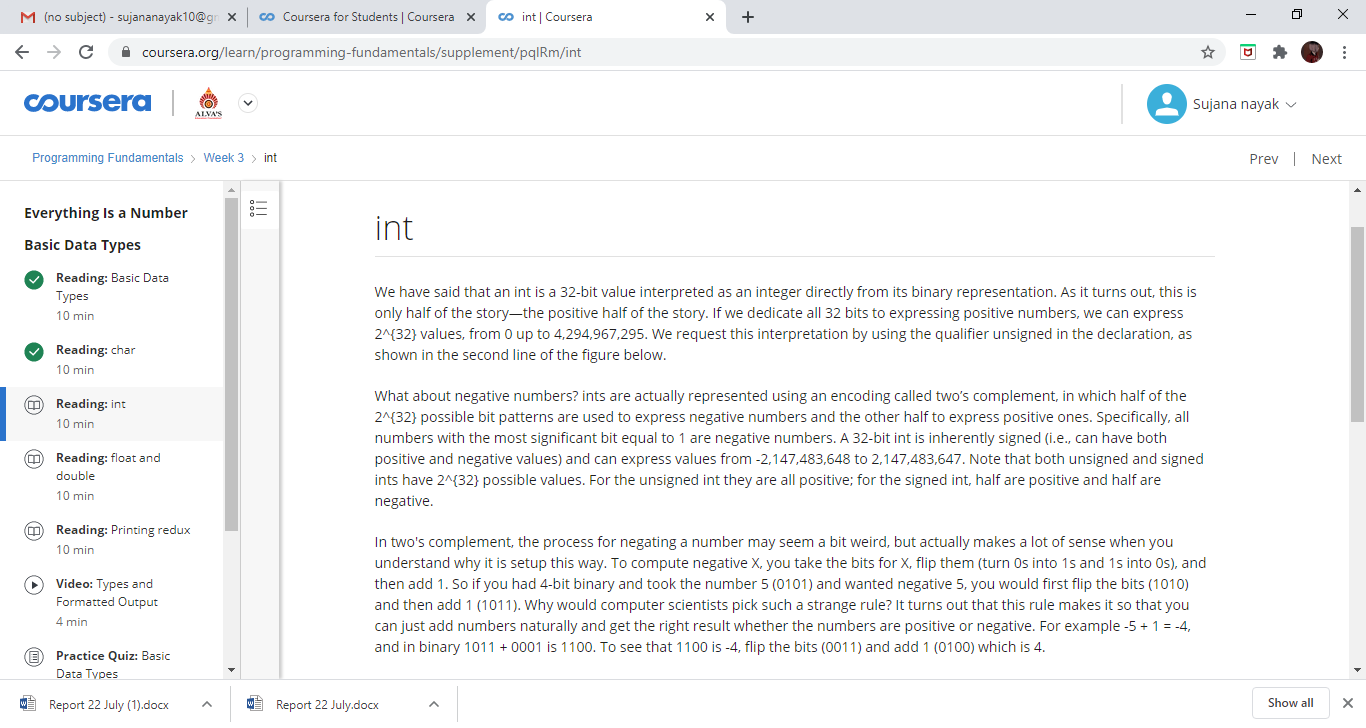 (no subject) - sujananayak10@g
Coursera for Students | Coursera
int | Coursera
coursera.org/learn/programming-fundamentals/supplement/pqlRm/int
coursera
ALVA'S
Sujana nayak
Programming Fundamentals > Week 3 > int
Prev | Next
Everything Is a Number
Basic Data Types
Reading: Basic Data
Types
10 min
Reading: char
10 min
Reading: int
10 min
Reading: float and
double
10 min
Reading: Printing redux
10 min
Video: Types and
Formatted Output
4 min
Practice Quiz: Basic
Data Types
int
We have said that an int is a 32-bit value interpreted as an integer directly from its binary representation. As it turns out, this is
only half of the story—the positive half of the story. If we dedicate all 32 bits to expressing positive numbers, we can express
2^{32} values, from 0 up to 4,294,967,295. We request this interpretation by using the qualifier unsigned in the declaration, as
shown in the second line of the figure below.
What about negative numbers? ints are actually represented using an encoding called two’s complement, in which half of the
2^{32} possible bit patterns are used to express negative numbers and the other half to express positive ones. Specifically, all
numbers with the most significant bit equal to 1 are negative numbers. A 32-bit int is inherently signed (i.e., can have both
positive and negative values) and can express values from -2,147,483,648 to 2,147,483,647. Note that both unsigned and signed
ints have 2^{32} possible values. For the unsigned int they are all positive; for the signed int, half are positive and half are
negative.
In two's complement, the process for negating a number may seem a bit weird, but actually makes a lot of sense when you
understand why it is setup this way. To compute negative X, you take the bits for X, flip them (turn 0s into 1s and 1s into 0s), and
then add 1. So if you had 4-bit binary and took the number 5 (0101) and wanted negative 5, you would first flip the bits (1010)
and then add 1 (1011). Why would computer scientists pick such a strange rule? It turns out that this rule makes it so that you
can just add numbers naturally and get the right result whether the numbers are positive or negative. For example -5 + 1 = -4,
and in binary 1011 + 0001 is 1100. To see that 1100 is -4, flip the bits (0011) and add 1 (0100) which is 4.
Report 22 July (1).docx
Report 22 July.docx
Show all